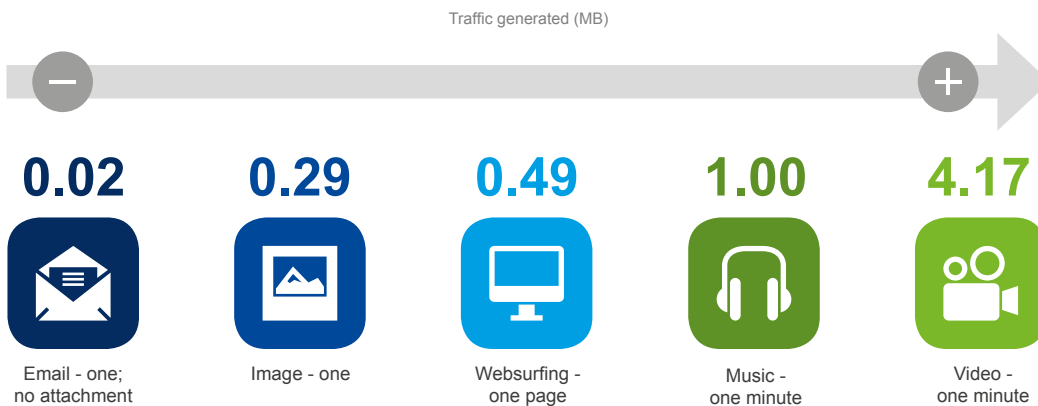 Traffic generated (MB)
0.02
0.29
0.49
1.00
4.17
Email - one;
no attachment
Image - one
Websurfing -
one page
Music -
one minute
Video -
one minute